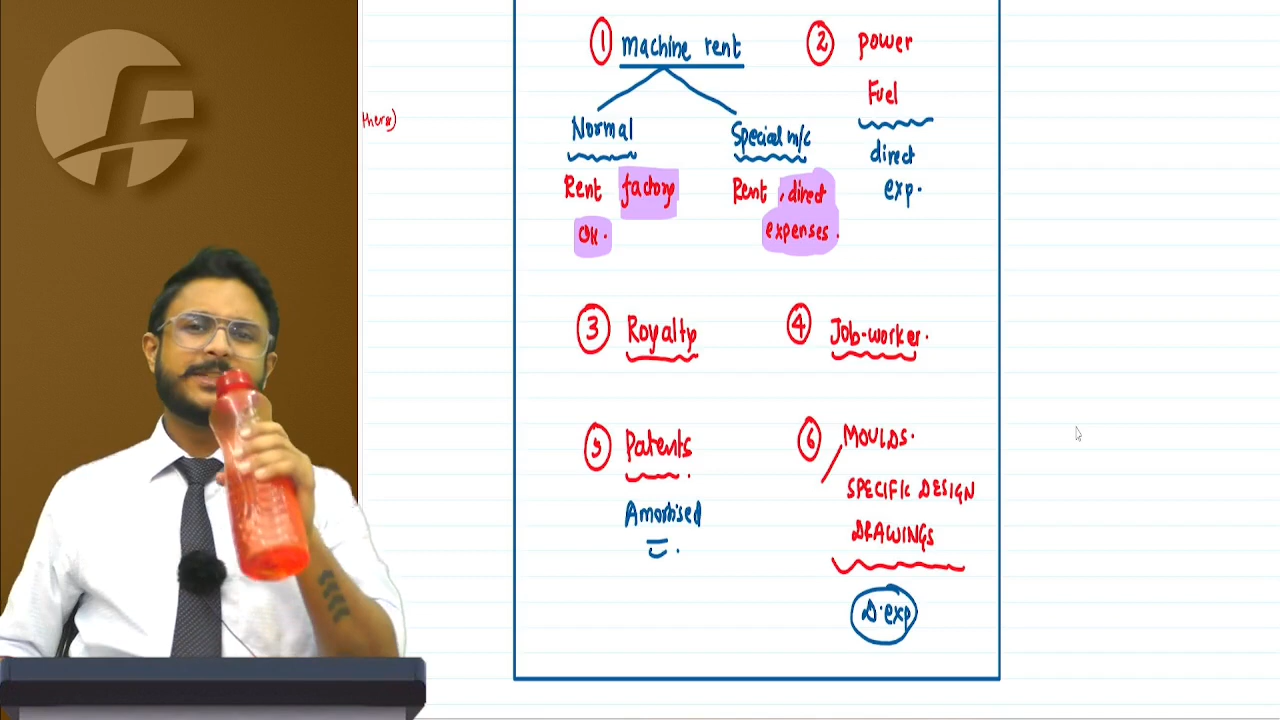 ① machine rent
② power
Fuel
direct
exp.
thers)
Normal
Special m/c
Rent factory
OH.
Rent, direct
expenses.
③ Royalty
④ Job-worker.
⑤ Patents.
Amortised
⑥ MOULDS.
SPECIFIC DESIGN
DRAWINGS
D.exp